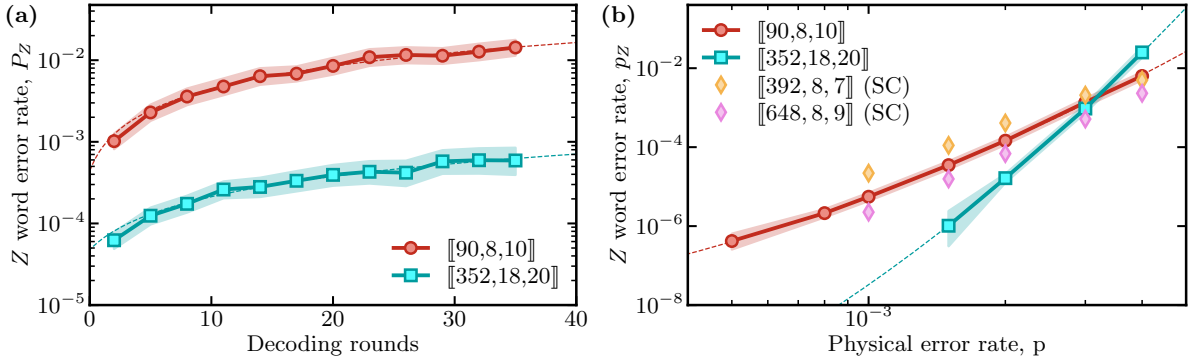 (a)
Z word error rate, P_Z
10^{-2}
10^{-3}
10^{-4}
10^{-5}
0
10
20
30
40
Decoding rounds
⟦90,8,10⟧
⟦352,18,20⟧
(b)
Z word error rate, p_Z
10^{-2}
10^{-4}
10^{-6}
10^{-8}
10^{-3}
Physical error rate, p
⟦90,8,10⟧
⟦352,18,20⟧
⟦392,8,7⟧ (SC)
⟦648,8,9⟧ (SC)